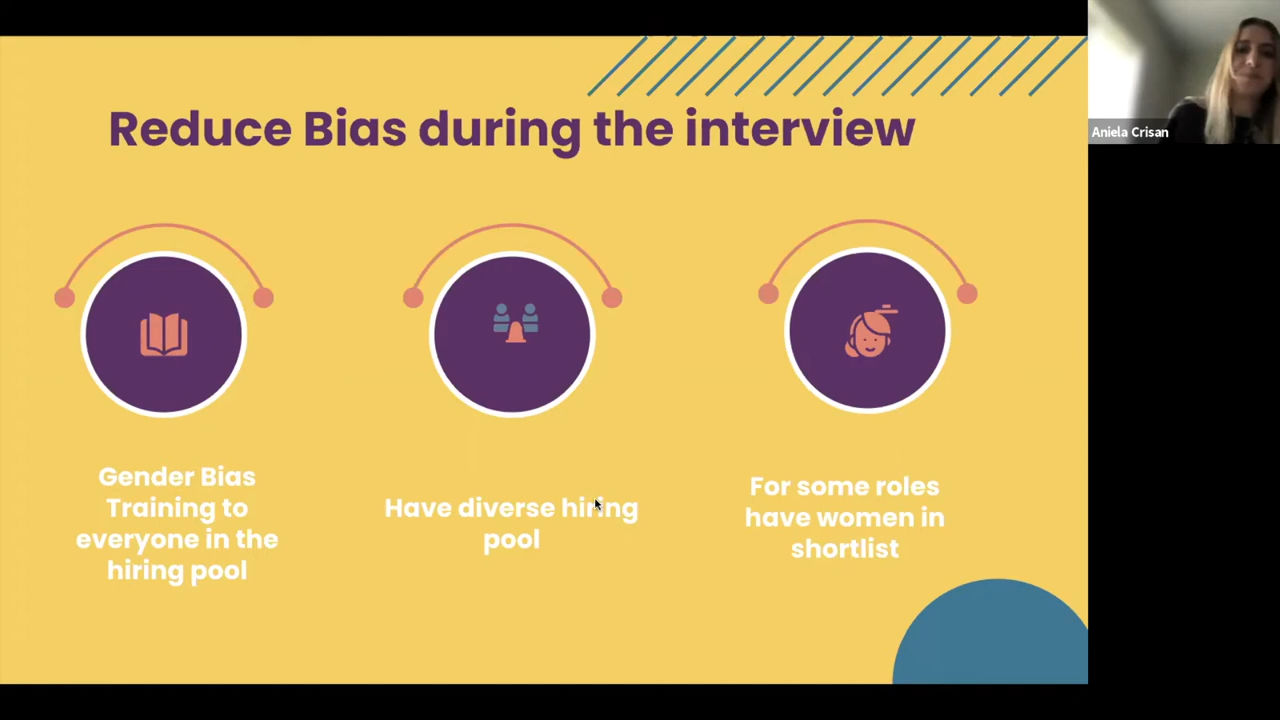 Reduce Bias during the interview
Aniela Crisan
Gender Bias
Training to
everyone in the
hiring pool
Have diverse hiring
pool
For some roles
have women in
shortlist